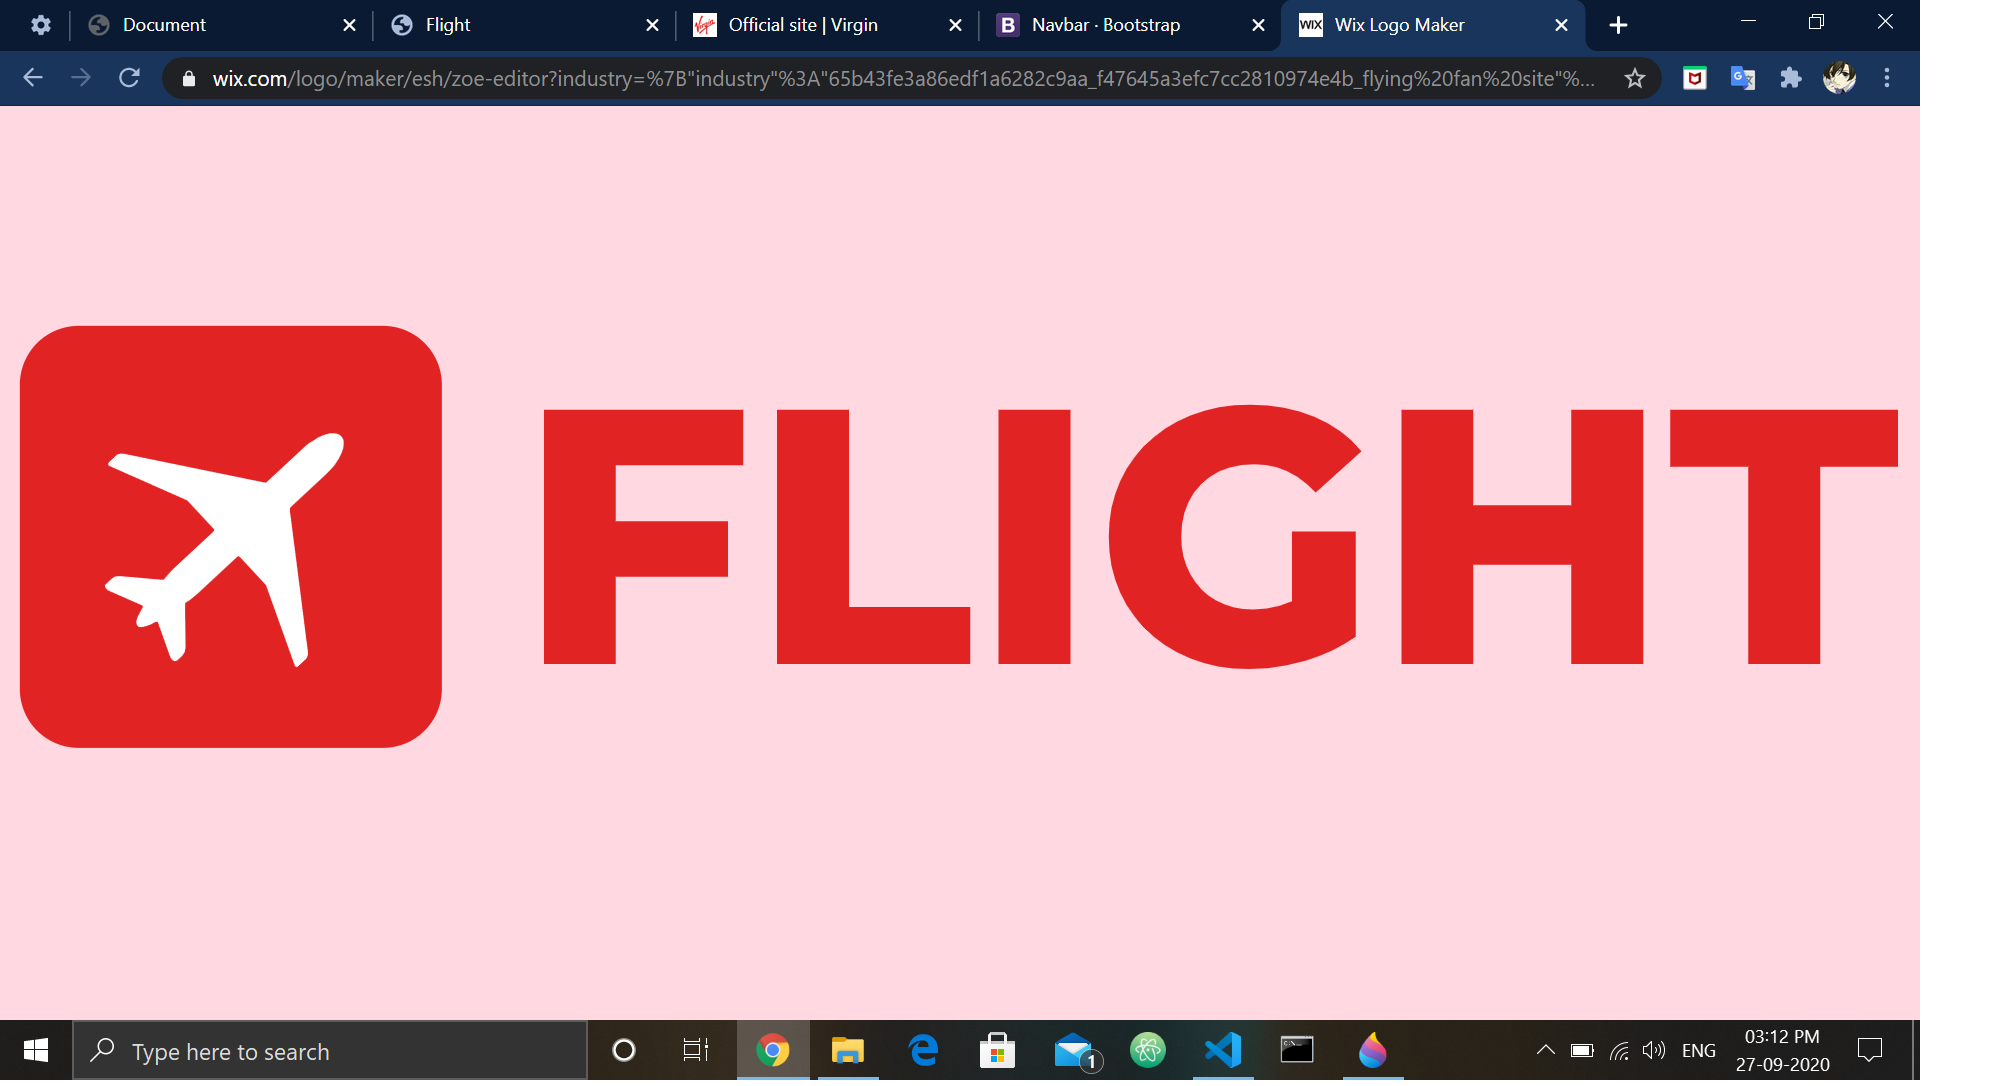 Document
Flight
Official site | Virgin
Navbar · Bootstrap
WIX Wix Logo Maker
wix.com/logo/maker/esh/zoe-editor?industry=%7B"industry"%3A"65b43fe3a86edf1a6282c9aa_f47645a3efc7cc2810974e4b_flying%20fan%20site"%...
FLIGHT
Type here to search
1
ENG
03:12 PM
27-09-2020